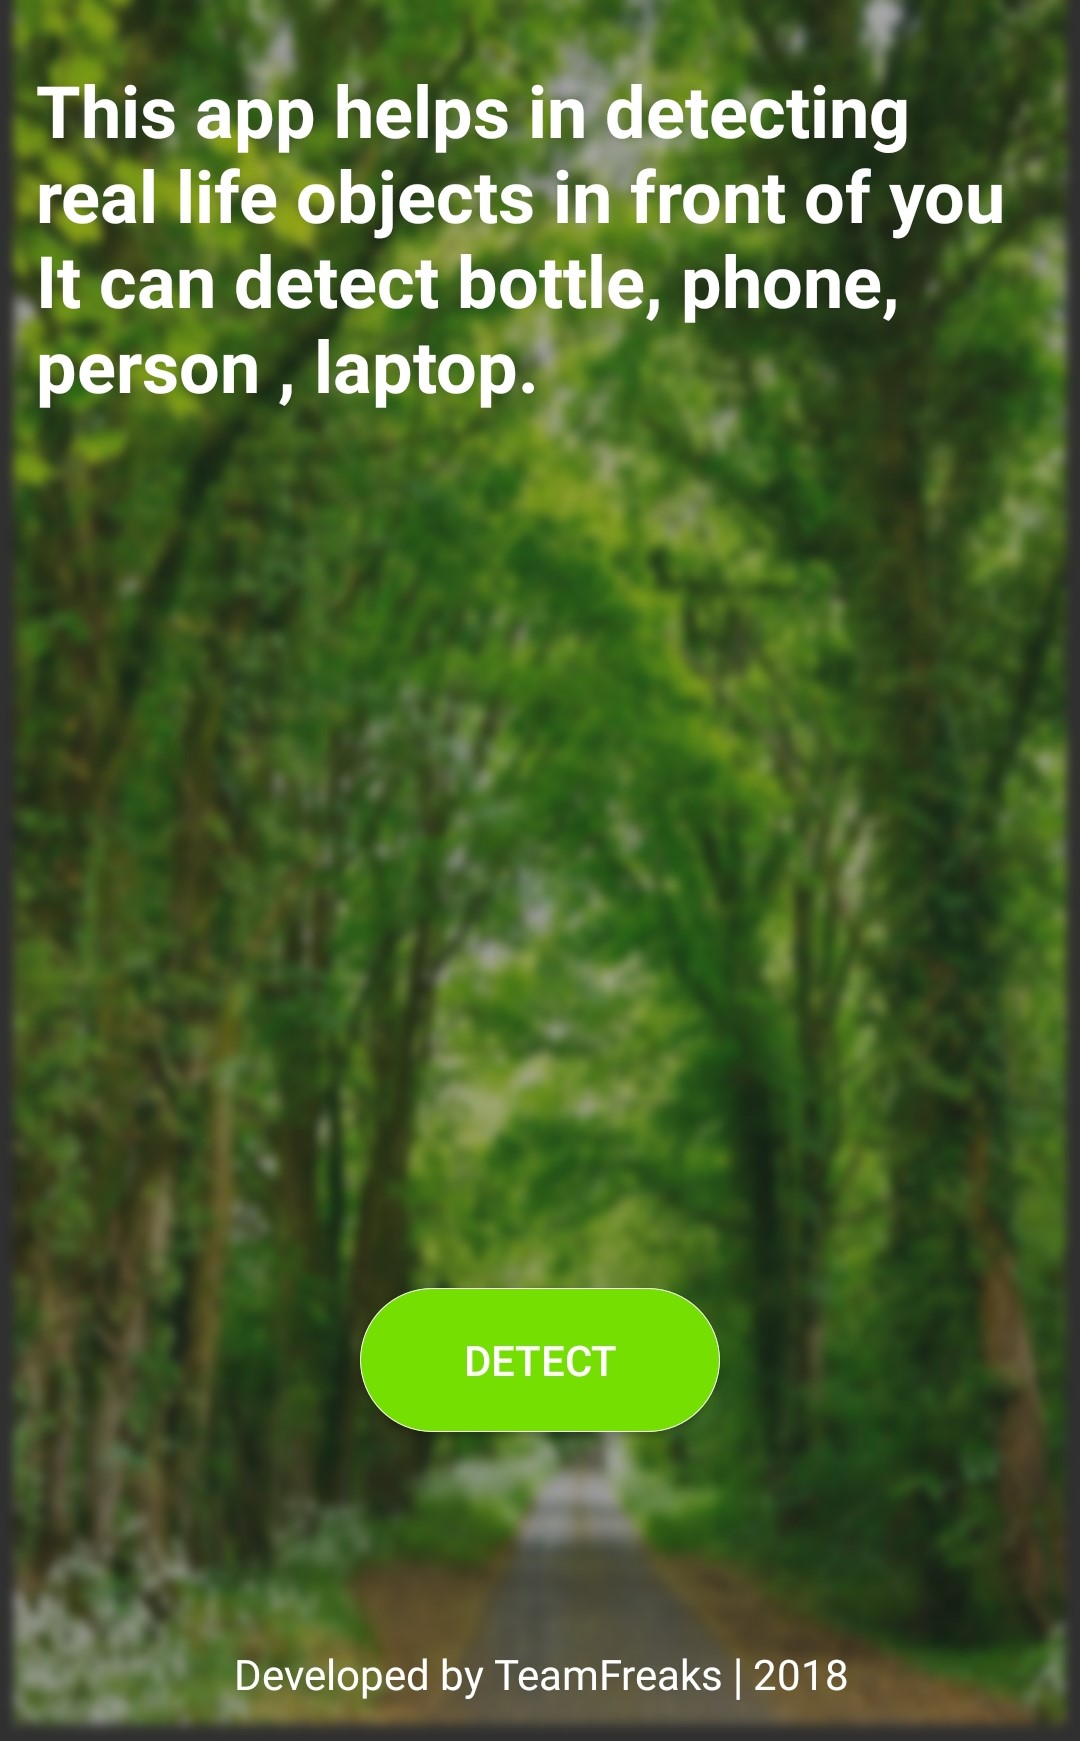 This app helps in detecting
real life objects in front of you
It can detect bottle, phone,
person , laptop.
DETECT
Developed by TeamFreaks | 2018